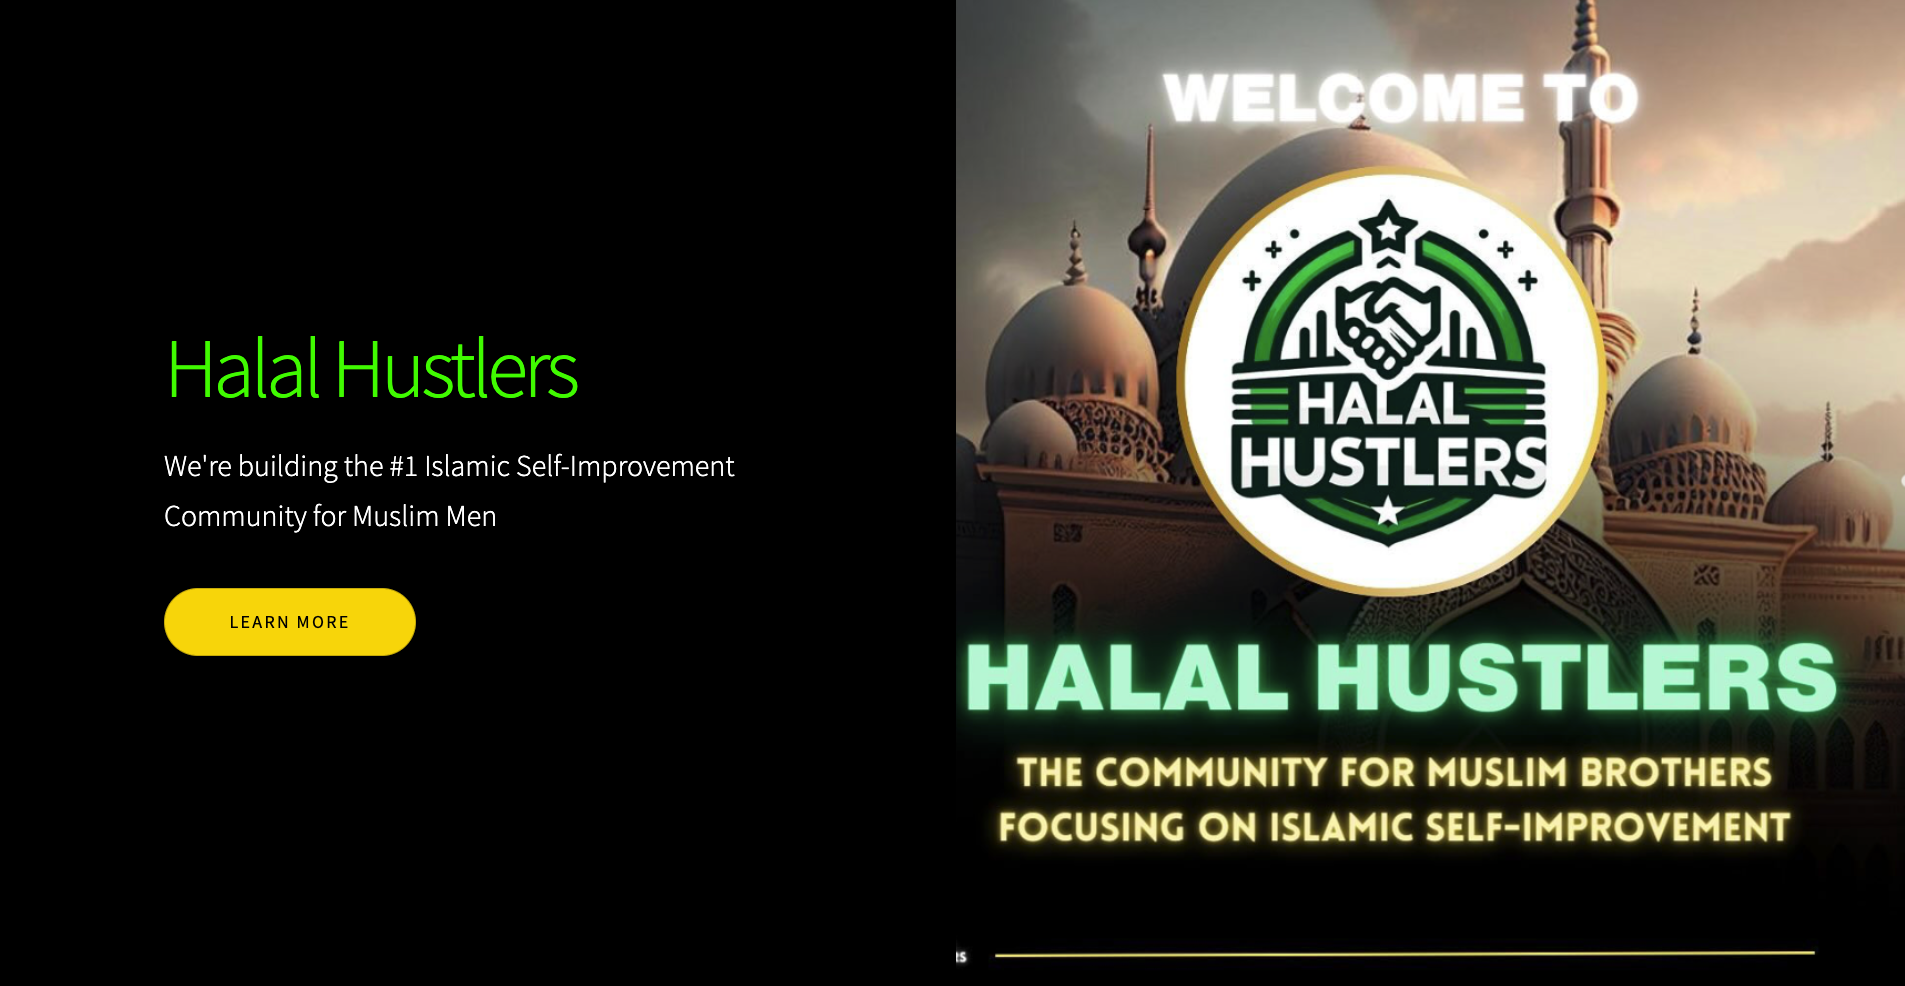 Halal Hustlers
We're building the #1 Islamic Self-Improvement
Community for Muslim Men
LEARN MORE
WELCOME TO
HALAL
HUSTLERS
HALAL HUSTLERS
THE COMMUNITY FOR MUSLIM BROTHERS
FOCUSING ON ISLAMIC SELF-IMPROVEMENT